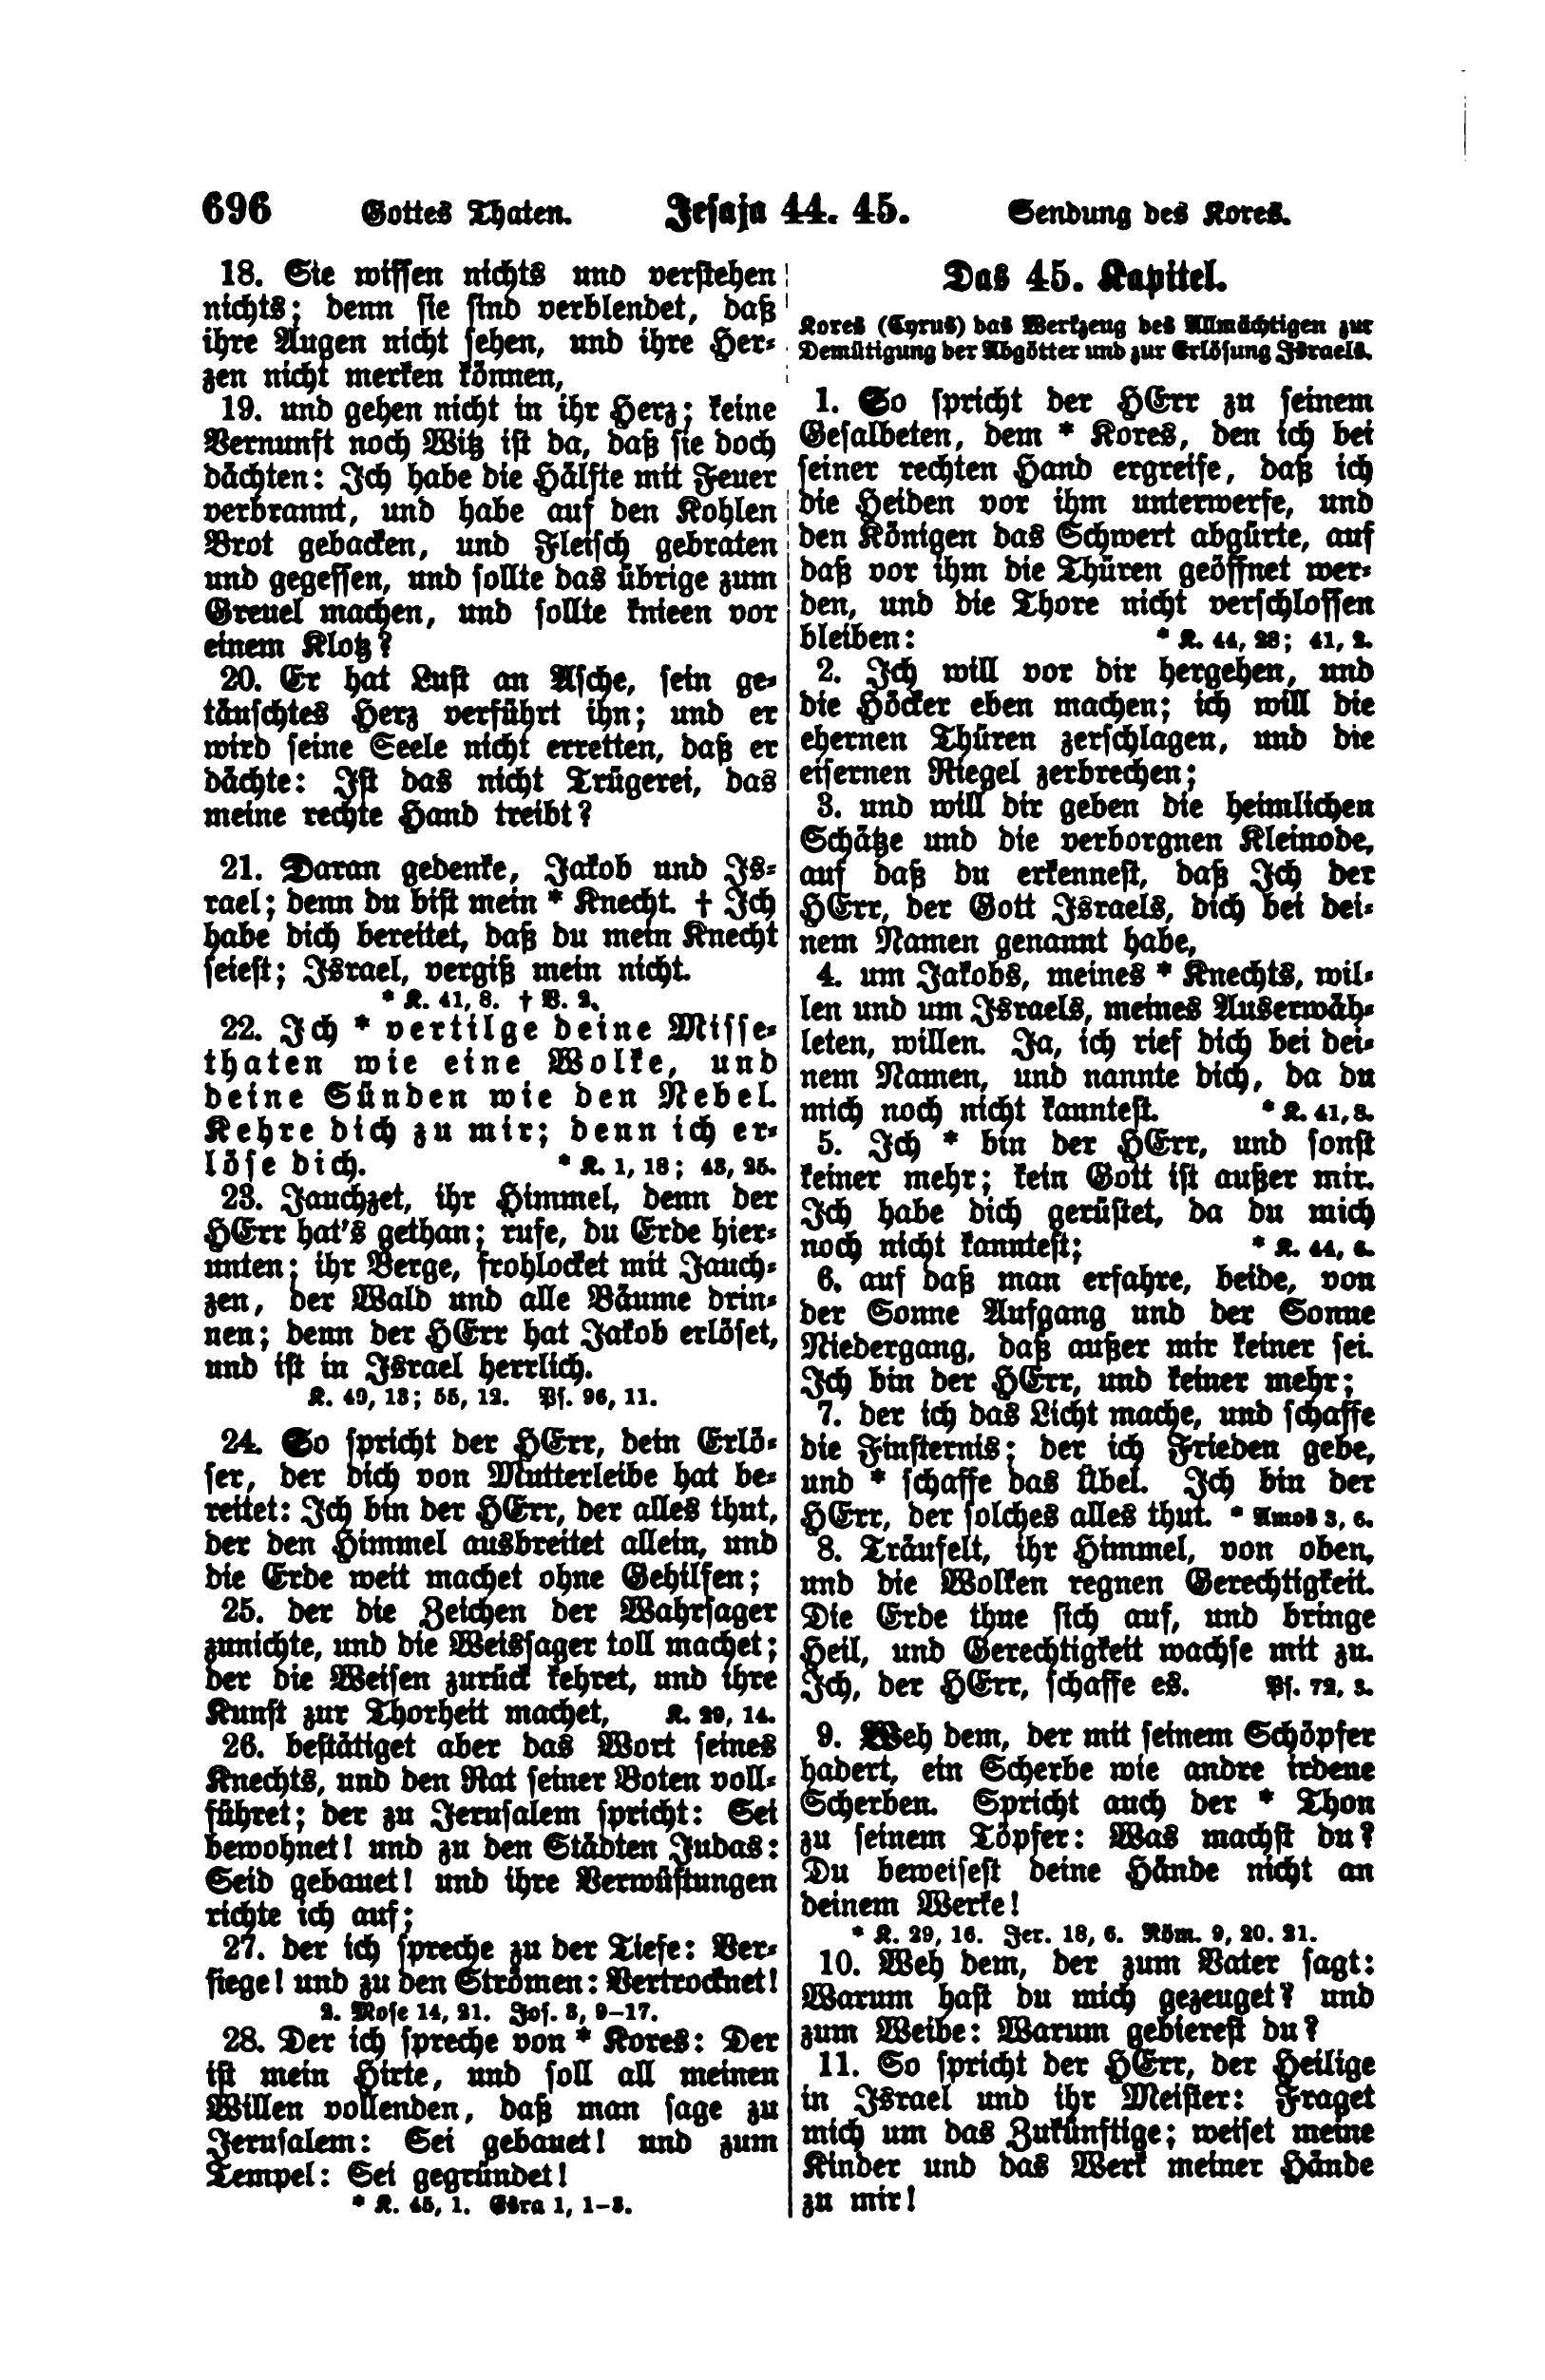 696 Gottes Thaten. Jesaja 44. 45. Sendung des Kores.
18. Sie wissen nichts und verstehen
nichts; denn sie sind verblendet, daß
ihre Augen nicht sehen, und ihre Her-
zen nicht merken können,
19. und gehen nicht in ihr Herz; keine
Vernunft noch Witz ist da, daß sie doch
dächten: Ich habe die Hälfte mit Feuer
verbrannt, und habe auf den Kohlen
Brot gebacken, und Fleisch gebraten
und gegessen, und sollte das übrige zum
Greuel machen, und sollte knieen vor
einem Klotz?
20. Er hat Lust an Asche, sein ge-
täuschtes Herz verführt ihn; und er
wird seine Seele nicht erretten, daß er
dächte: Ist das nicht Trügerei, das
meine rechte Hand treibt?
21. Daran gedenke, Jakob und Is-
rael; denn du bist mein * Knecht. † Ich
habe dich bereitet, daß du mein Knecht
seiest; Israel, vergiß mein nicht.
* K. 41, 8. † V. 2.
22. Ich * vertilge deine Misse-
thaten wie eine Wolke, und
deine Sünden wie den Nebel.
Kehre dich zu mir; denn ich er-
löse dich. * K. 1, 18; 43, 25.
23. Jauchzet, ihr Himmel, denn der
HErr hat's gethan; rufe, du Erde hier-
unten; ihr Berge, frohlocket mit Jauch-
zen, der Wald und alle Bäume drin-
nen; denn der HErr hat Jakob erlöset,
und ist in Israel herrlich.
K. 49, 13; 55, 12. Ps. 96, 11.
24. So spricht der HErr, dein Erlö-
ser, der dich von Mutterleibe hat be-
reitet: Ich bin der HErr, der alles thut,
der den Himmel ausbreitet allein, und
die Erde weit machet ohne Gehilfen;
25. der die Zeichen der Wahrsager
zunichte, und die Weissager toll machet;
der die Weisen zurück kehret, und ihre
Kunst zur Thorheit machet, K. 29, 14.
26. bestätiget aber das Wort seines
Knechts, und den Rat seiner Boten voll-
führet; der zu Jerusalem spricht: Sei
bewohnet! und zu den Städten Judas:
Seid gebauet! und ihre Verwüstungen
richte ich auf;
27. der ich spreche zu der Tiefe: Ver-
siege! und zu den Strömen: Vertrocknet!
2. Mose 14, 21. Jos. 3, 9-17.
28. Der ich spreche von * Kores: Der
ist mein Hirte, und soll all meinen
Willen vollenden, daß man sage zu
Jerusalem: Sei gebauet! und zum
Tempel: Sei gegründet!
* K. 45, 1. Esra 1, 1-3.
Das 45. Kapitel.
Kores (Cyrus) das Werkzeug des Allmächtigen zur
Demütigung der Abgötter und zur Erlösung Israels.
1. So spricht der HErr zu seinem
Gesalbeten, dem * Kores, den ich bei
seiner rechten Hand ergreife, daß ich
die Heiden vor ihm unterwerfe, und
den Königen das Schwert abgürte, auf
daß vor ihm die Thüren geöffnet wer-
den, und die Thore nicht verschlossen
bleiben: * K. 44, 28; 41, 2.
2. Ich will vor dir hergehen, und
die Höcker eben machen; ich will die
ehernen Thüren zerschlagen, und die
eisernen Riegel zerbrechen;
3. und will dir geben die heimlichen
Schätze und die verborgnen Kleinode,
auf daß du erkennest, daß Ich der
HErr, der Gott Israels, dich bei dei-
nem Namen genannt habe,
4. um Jakobs, meines * Knechts, wil-
len und um Israels, meines Auserwäh-
leten, willen. Ja, ich rief dich bei dei-
nem Namen, und nannte dich, da du
mich noch nicht kanntest. * K. 41, 8.
5. Ich * bin der HErr, und sonst
keiner mehr; kein Gott ist außer mir.
Ich habe dich gerüstet, da du mich
noch nicht kanntest; * K. 44, 6.
6. auf daß man erfahre, beide, von
der Sonne Aufgang und der Sonne
Niedergang, daß außer mir keiner sei.
Ich bin der HErr, und keiner mehr;
7. der ich das Licht mache, und schaffe
die Finsternis; der ich Frieden gebe,
und * schaffe das Übel. Ich bin der
HErr, der solches alles thut. * Amos 3, 6.
8. Träufelt, ihr Himmel, von oben,
und die Wolken regnen Gerechtigkeit.
Die Erde thue sich auf, und bringe
Heil, und Gerechtigkeit wachse mit zu.
Ich, der HErr, schaffe es. Ps. 72, 3.
9. Weh dem, der mit seinem Schöpfer
hadert, ein Scherbe wie andre irdene
Scherben. Spricht auch der * Thon
zu seinem Töpfer: Was machst du?
Du beweisest deine Hände nicht an
deinem Werke!
* K. 29, 16. Jer. 18, 6. Röm. 9, 20. 21.
10. Weh dem, der zum Vater sagt:
Warum hast du mich gezeuget? und
zum Weibe: Warum gebierest du?
11. So spricht der HErr, der Heilige
in Israel und ihr Meister: Fraget
mich um das Zukünftige; weiset meine
Kinder und das Werk meiner Hände
zu mir!